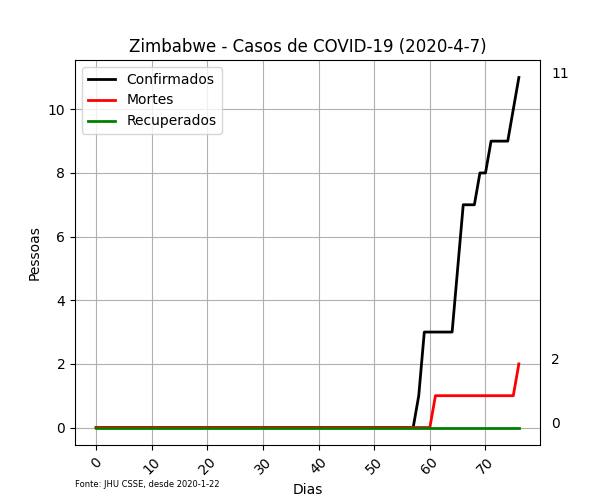 Zimbabwe - Casos de COVID-19 (2020-4-7)
Confirmados
Mortes
Recuperados
11
2
0
Pessoas
10
8
6
4
2
0
0 10 20 30 40 50 60 70
Dias
Fonte: JHU CSSE, desde 2020-1-22